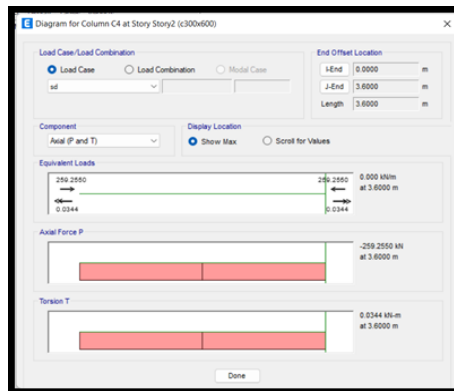 Diagram for Column C4 at Story Story2 (c300x600)
Load Case/Load Combination
Load Case Load Combination Modal Case
sd
End Offset Location
I-End 0.0000 m
J-End 3.6000 m
Length 3.6000 m
Component
Axial (P and T)
Display Location
Show Max Scroll for Values
Equivalent Loads
259.2550 259.2550
0.0344 0.0344
0.000 kN/m
at 3.6000 m
Axial Force P
-259.2550 kN
at 3.6000 m
Torsion T
0.0344 kN-m
at 3.6000 m
Done